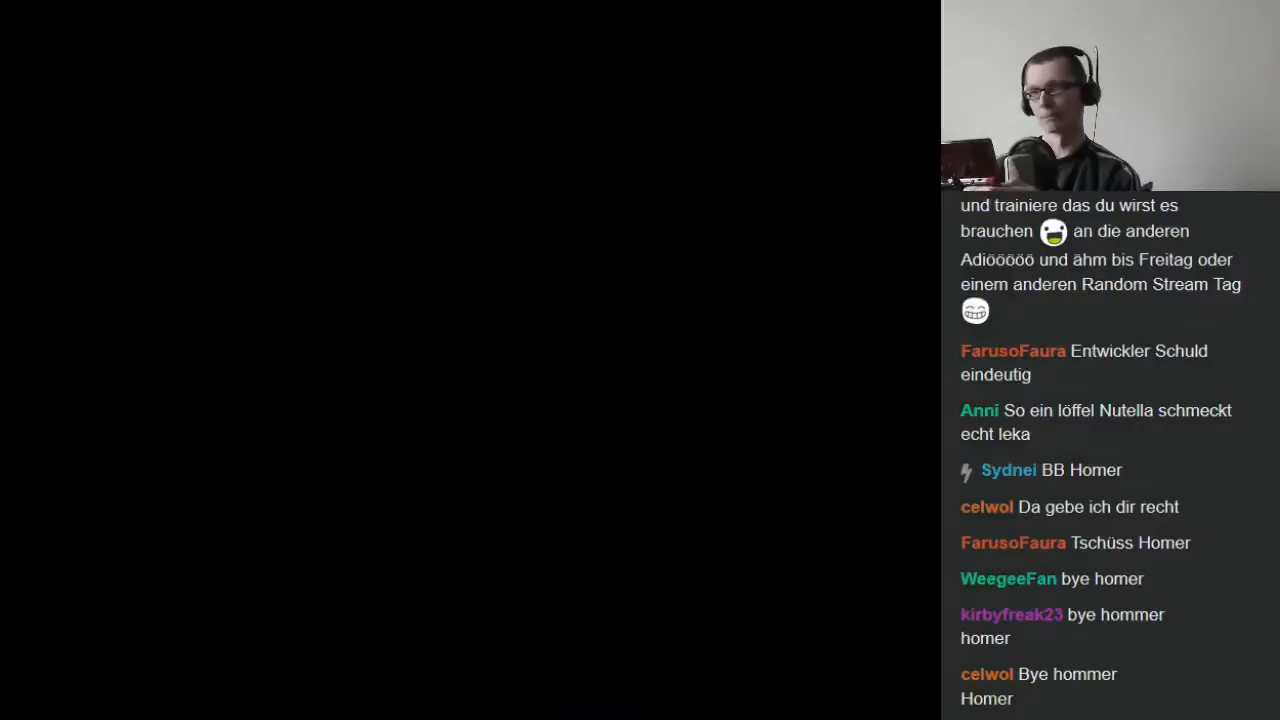 und trainiere das du wirst es
brauchen an die anderen
Adiööööö und ähm bis Freitag oder
einem anderen Random Stream Tag
FarusoFaura Entwickler Schuld
eindeutig
Anni So ein löffel Nutella schmeckt
echt leka
Sydnei BB Homer
celwol Da gebe ich dir recht
FarusoFaura Tschüss Homer
WeegeeFan bye homer
kirbyfreak23 bye hommer
homer
celwol Bye hommer
Homer